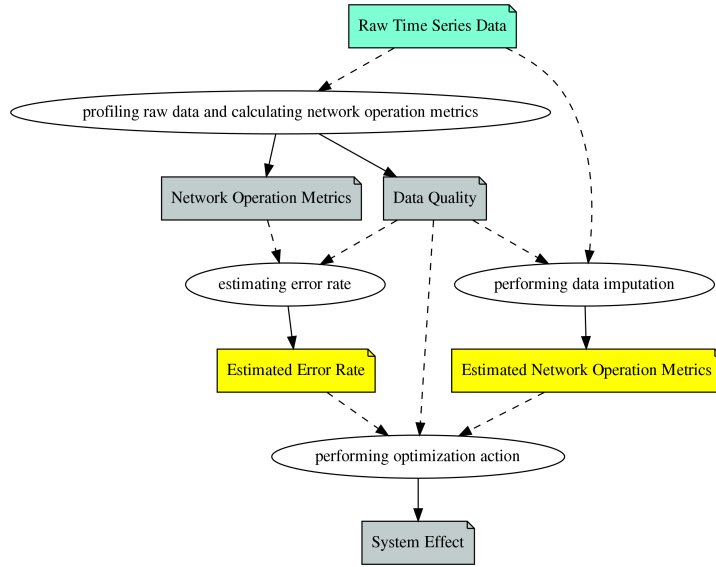 Raw Time Series Data
profiling raw data and calculating network operation metrics
Network Operation Metrics
Data Quality
estimating error rate
performing data imputation
Estimated Error Rate
Estimated Network Operation Metrics
performing optimization action
System Effect